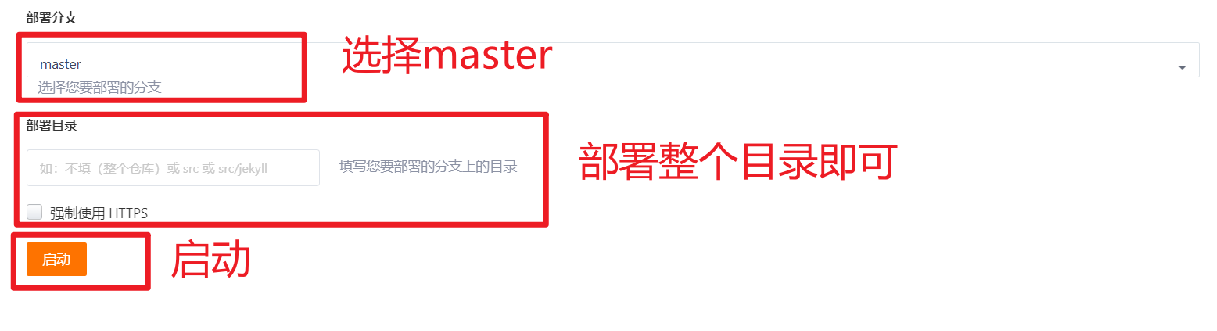 部署分支
master
选择您要部署的分支
选择master
部署目录
如：不填（整个仓库）或 src 或 src/jekyll
填写您要部署的分支上的目录
部署整个目录即可
强制使用 HTTPS
启动
启动